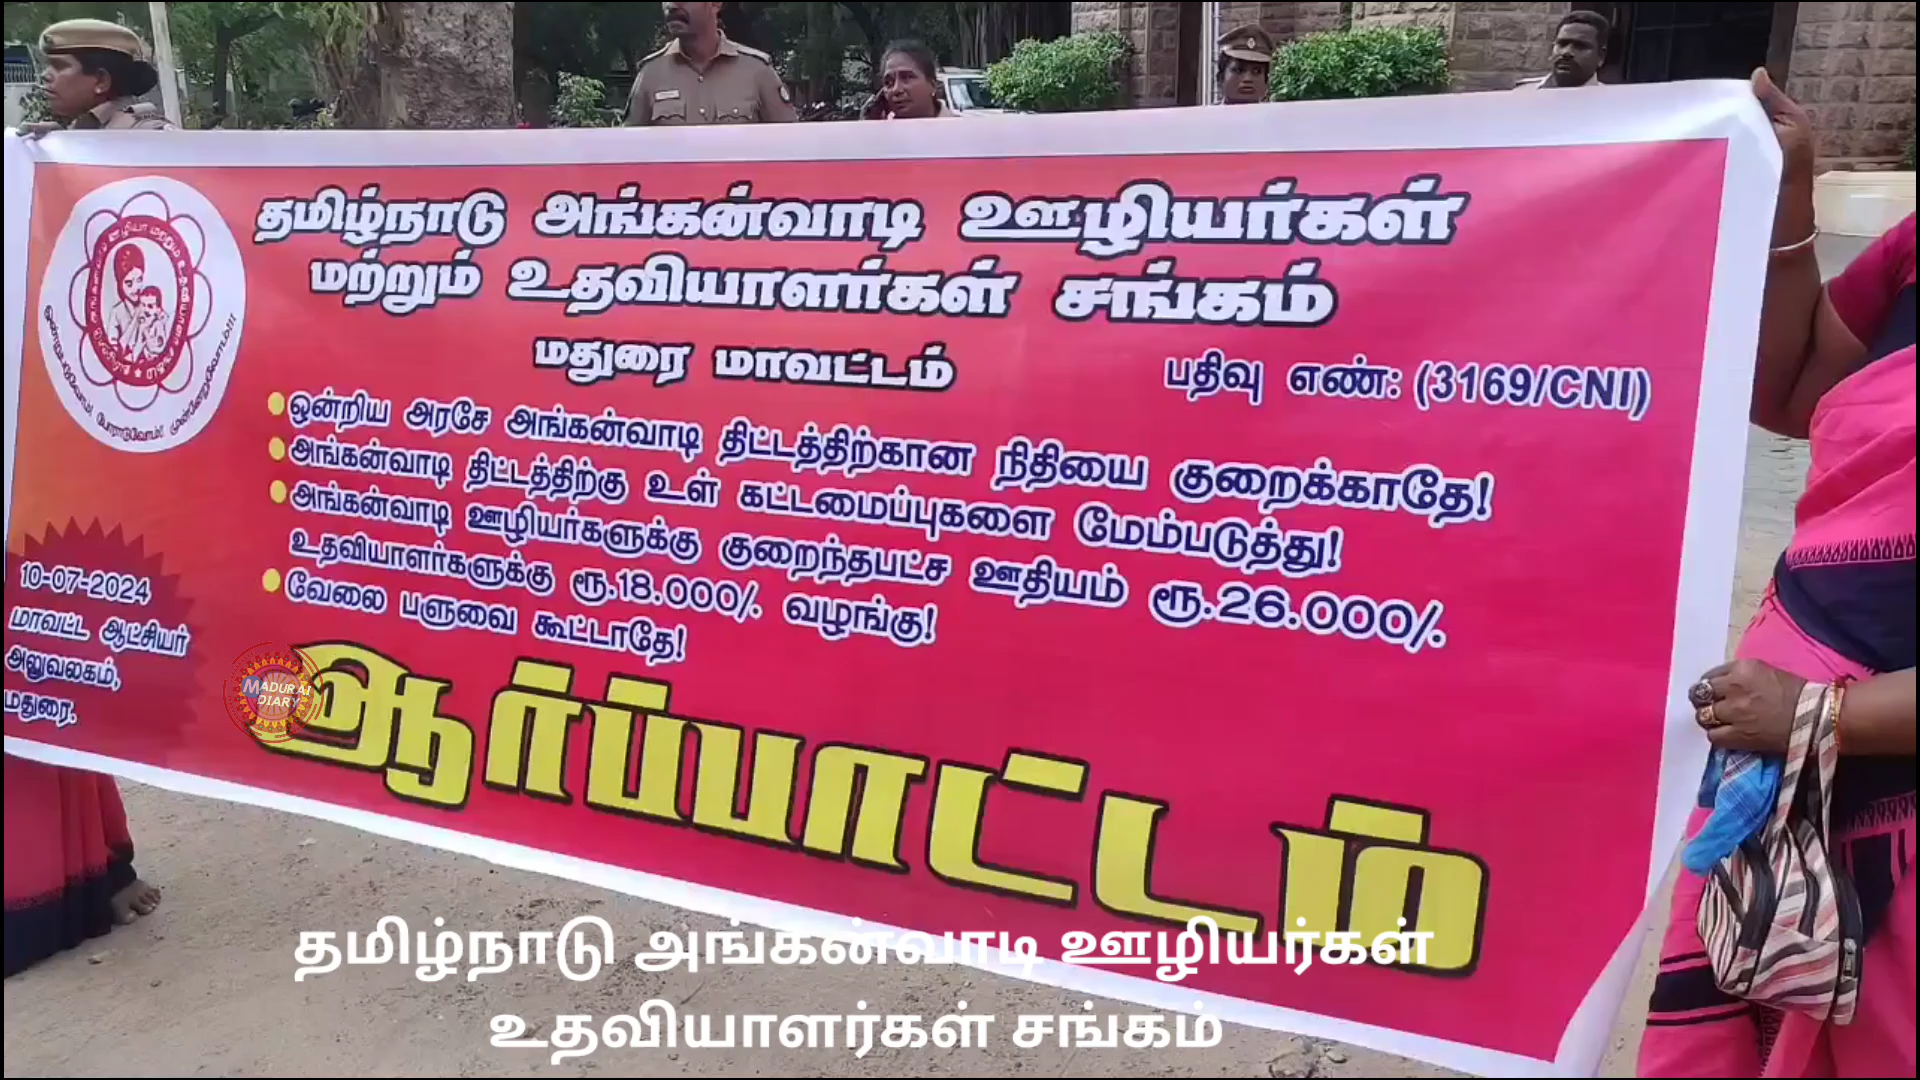 தமிழ்நாடு அங்கன்வாடி ஊழியர்கள்
மற்றும் உதவியாளர்கள் சங்கம்
மதுரை மாவட்டம்
பதிவு எண்: (3169/CNI)
ஒன்றிய அரசே அங்கன்வாடி திட்டத்திற்கான நிதியை குறைக்காதே!
அங்கன்வாடி திட்டத்திற்கு உள் கட்டமைப்புகளை மேம்படுத்து!
அங்கன்வாடி ஊழியர்களுக்கு குறைந்தபட்ச ஊதியம் ரூ.26.000/-
உதவியாளர்களுக்கு ரூ.18.000/- வழங்கு!
வேலை பளுவை கூட்டாதே!
ஒன்றுபடுவோம்! போராடுவோம்! முன்னேறுவோம்!!!
10-07-2024
மாவட்ட ஆட்சியர்
அலுவலகம்,
மதுரை.
MADURAI
DIARY
ஆர்ப்பாட்டம்
தமிழ்நாடு அங்கன்வாடி ஊழியர்கள்
உதவியாளர்கள் சங்கம்